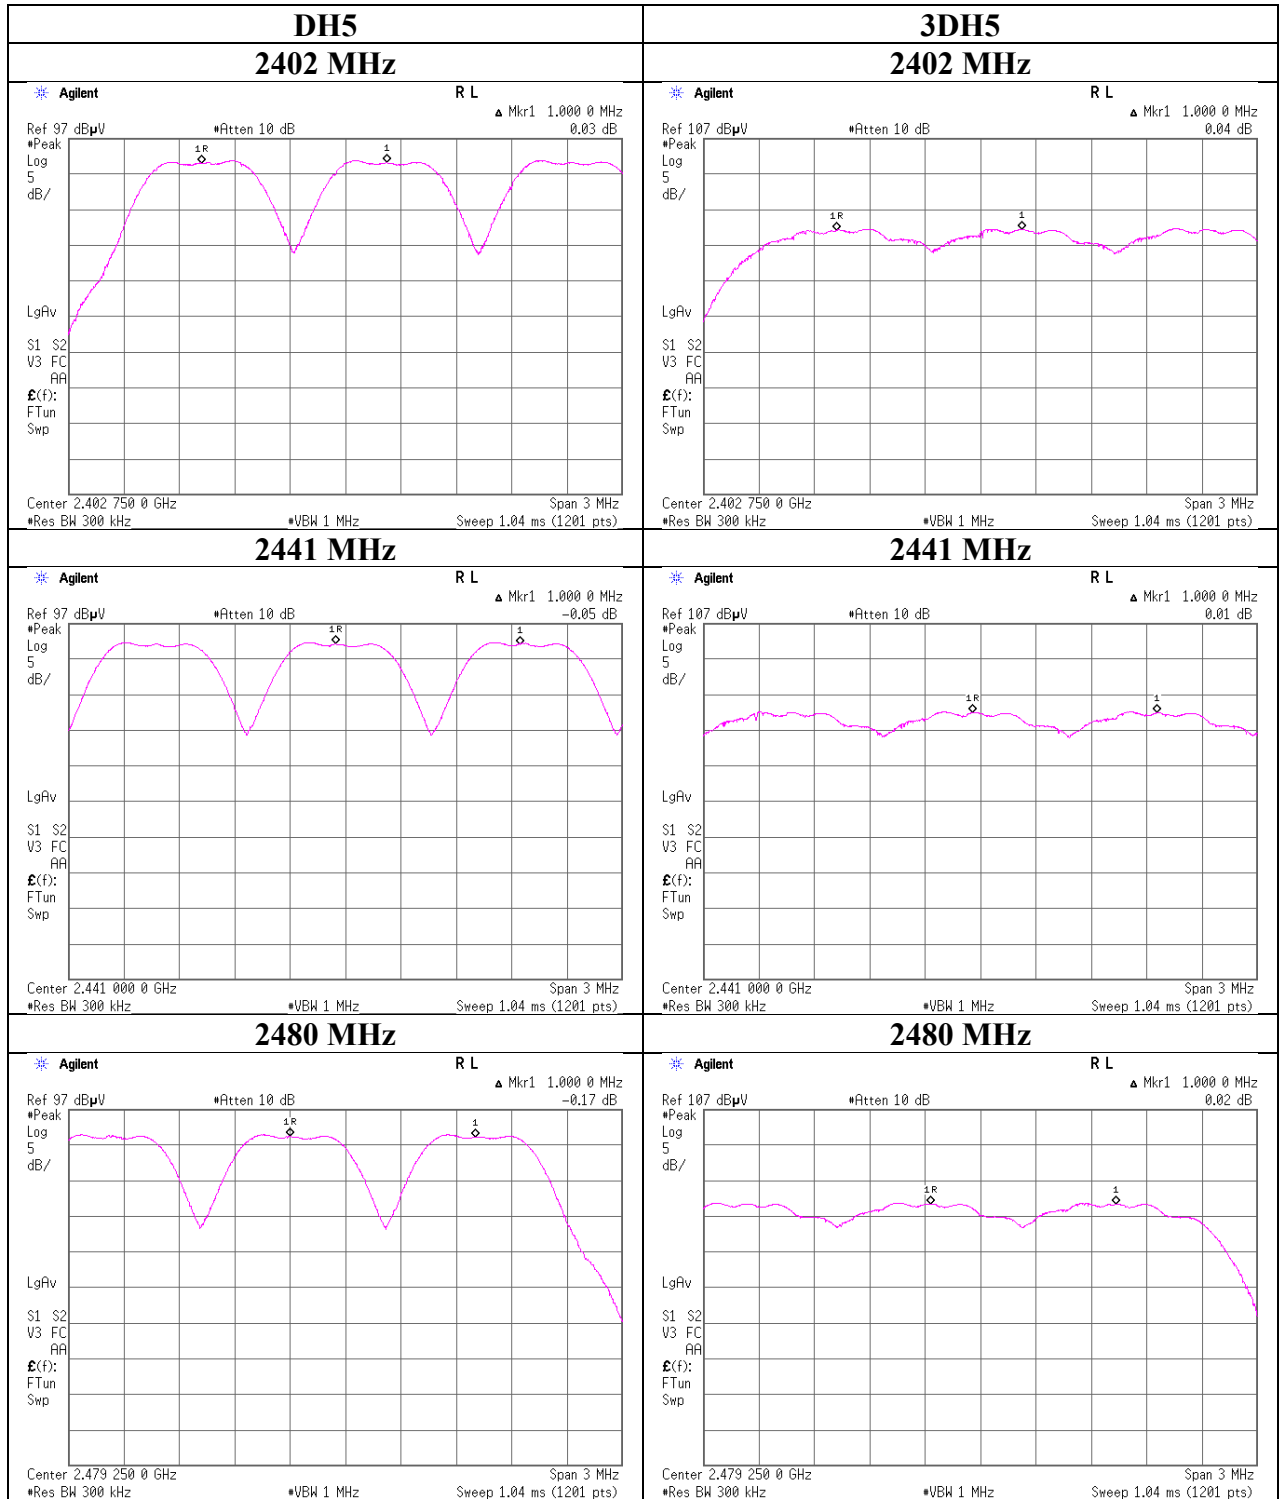 DH5 3DH5
2402 MHz 2402 MHz
Agilent R L
Δ Mkr1 1.000 0 MHz
Ref 97 dBµV #Atten 10 dB 0.03 dB
#Peak
Log
5
dB/
1R 1
LgAv
S1 S2
V3 FC
AA
£(f):
FTun
Swp
Center 2.402 750 0 GHz Span 3 MHz
#Res BW 300 kHz #VBW 1 MHz Sweep 1.04 ms (1201 pts)
Agilent R L
Δ Mkr1 1.000 0 MHz
Ref 107 dBµV #Atten 10 dB 0.04 dB
#Peak
Log
5
dB/
1R 1
LgAv
S1 S2
V3 FC
AA
£(f):
FTun
Swp
Center 2.402 750 0 GHz Span 3 MHz
#Res BW 300 kHz #VBW 1 MHz Sweep 1.04 ms (1201 pts)
2441 MHz 2441 MHz
Agilent R L
Δ Mkr1 1.000 0 MHz
Ref 97 dBµV #Atten 10 dB -0.05 dB
#Peak
Log
5
dB/
1R 1
LgAv
S1 S2
V3 FC
AA
£(f):
FTun
Swp
Center 2.441 000 0 GHz Span 3 MHz
#Res BW 300 kHz #VBW 1 MHz Sweep 1.04 ms (1201 pts)
Agilent R L
Δ Mkr1 1.000 0 MHz
Ref 107 dBµV #Atten 10 dB 0.01 dB
#Peak
Log
5
dB/
1R 1
LgAv
S1 S2
V3 FC
AA
£(f):
FTun
Swp
Center 2.441 000 0 GHz Span 3 MHz
#Res BW 300 kHz #VBW 1 MHz Sweep 1.04 ms (1201 pts)
2480 MHz 2480 MHz
Agilent R L
Δ Mkr1 1.000 0 MHz
Ref 97 dBµV #Atten 10 dB -0.17 dB
#Peak
Log
5
dB/
1R 1
LgAv
S1 S2
V3 FC
AA
£(f):
FTun
Swp
Center 2.479 250 0 GHz Span 3 MHz
#Res BW 300 kHz #VBW 1 MHz Sweep 1.04 ms (1201 pts)
Agilent R L
Δ Mkr1 1.000 0 MHz
Ref 107 dBµV #Atten 10 dB 0.02 dB
#Peak
Log
5
dB/
1R 1
LgAv
S1 S2
V3 FC
AA
£(f):
FTun
Swp
Center 2.479 250 0 GHz Span 3 MHz
#Res BW 300 kHz #VBW 1 MHz Sweep 1.04 ms (1201 pts)